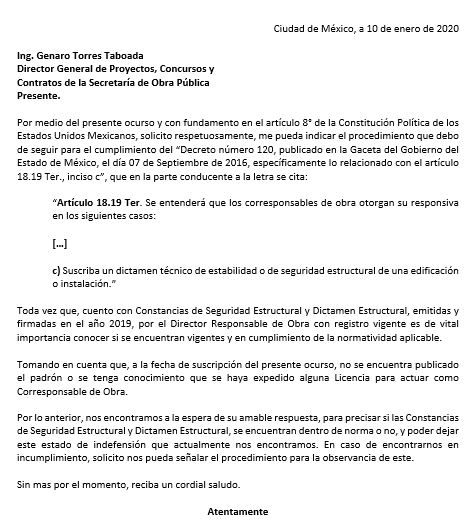 Ciudad de México, a 10 de enero de 2020
Ing. Genaro Torres Taboada
Director General de Proyectos, Concursos y
Contratos de la Secretaría de Obra Pública
Presente.
Por medio del presente ocurso y con fundamento en el artículo 8° de la Constitución Política de los
Estados Unidos Mexicanos, solicito respetuosamente, me pueda indicar el procedimiento que debo
de seguir para el cumplimiento del “Decreto número 120, publicado en la Gaceta del Gobierno del
Estado de México, el día 07 de Septiembre de 2016, específicamente lo relacionado con el artículo
18.19 Ter., inciso c”, que en la parte conducente a la letra se cita:
“Artículo 18.19 Ter. Se entenderá que los corresponsables de obra otorgan su responsiva
en los siguientes casos:
[…]
c) Suscriba un dictamen técnico de estabilidad o de seguridad estructural de una edificación
o instalación.”
Toda vez que, cuento con Constancias de Seguridad Estructural y Dictamen Estructural, emitidas y
firmadas en el año 2019, por el Director Responsable de Obra con registro vigente es de vital
importancia conocer si se encuentran vigentes y en cumplimiento de la normatividad aplicable.
Tomando en cuenta que, a la fecha de suscripción del presente ocurso, no se encuentra publicado
el padrón o se tenga conocimiento que se haya expedido alguna Licencia para actuar como
Corresponsable de Obra.
Por lo anterior, nos encontramos a la espera de su amable respuesta, para precisar si las Constancias
de Seguridad Estructural y Dictamen Estructural, se encuentran dentro de norma o no, y poder dejar
este estado de indefensión que actualmente nos encontramos. En caso de encontrarnos en
incumplimiento, solicito nos pueda señalar el procedimiento para la observancia de este.
Sin mas por el momento, reciba un cordial saludo.
Atentamente